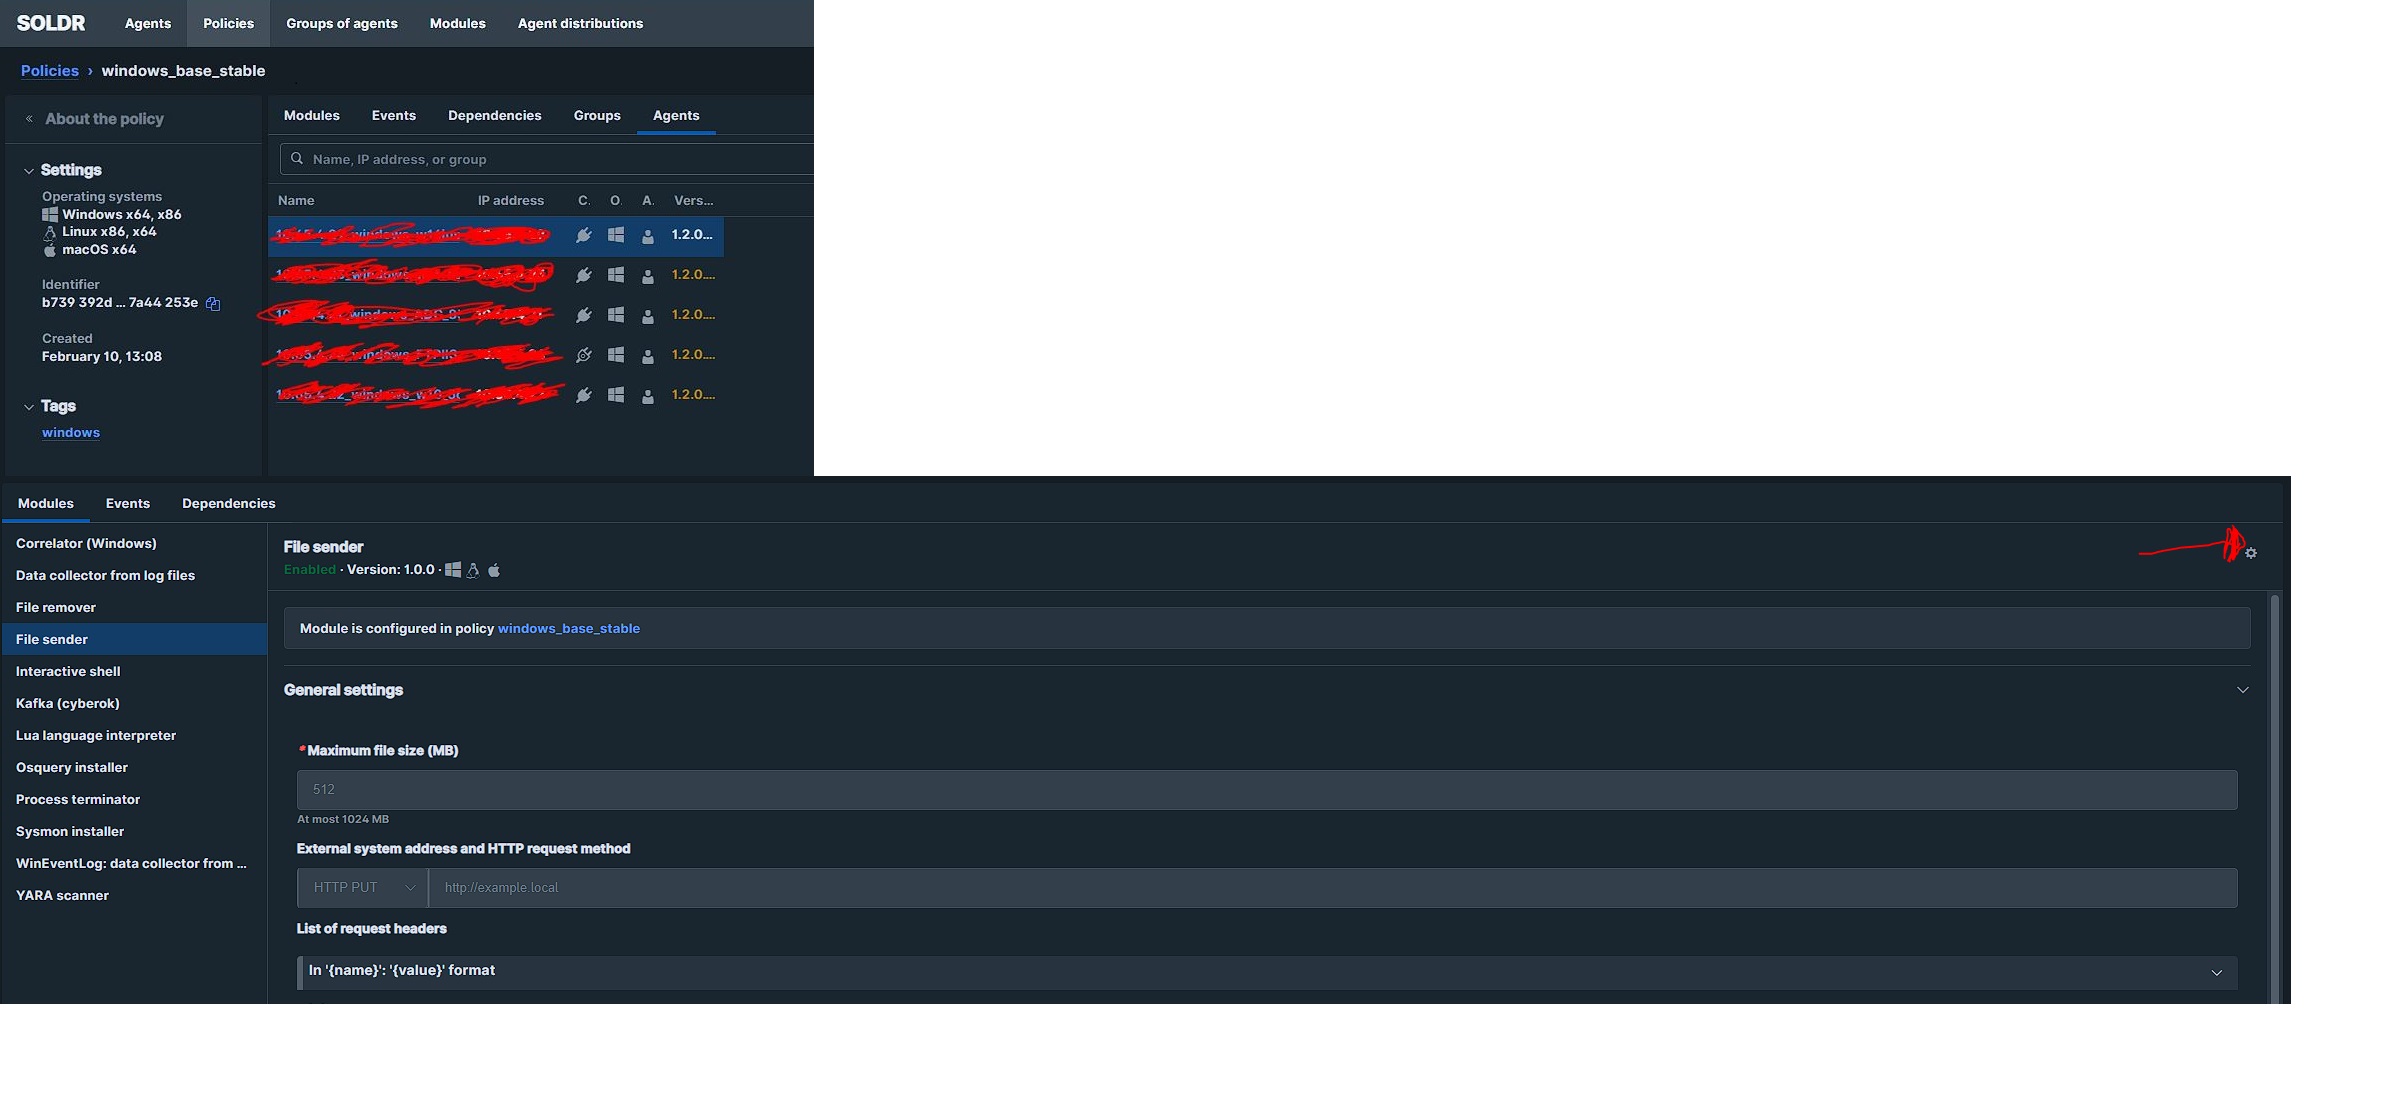 SOLDR Agents Policies Groups of agents Modules Agent distributions
Policies › windows_base_stable
« About the policy
Settings
Operating systems
Windows x64, x86
Linux x86, x64
macOS x64
Identifier
b739 392d ... 7a44 253e
Created
February 10, 13:08
Tags
windows
Modules Events Dependencies Groups Agents
Name, IP address, or group
Name IP address C. O. A. Vers...
1.2.0...
1.2.0....
1.2.0....
1.2.0....
1.2.0....
Modules Events Dependencies
Correlator (Windows)
Data collector from log files
File remover
File sender
Interactive shell
Kafka (cyberok)
Lua language interpreter
Osquery installer
Process terminator
Sysmon installer
WinEventLog: data collector from ...
YARA scanner
File sender
Enabled · Version: 1.0.0 ·
Module is configured in policy windows_base_stable
General settings
* Maximum file size (MB)
512
At most 1024 MB
External system address and HTTP request method
HTTP PUT http://example.local
List of request headers
In '{name}': '{value}' format